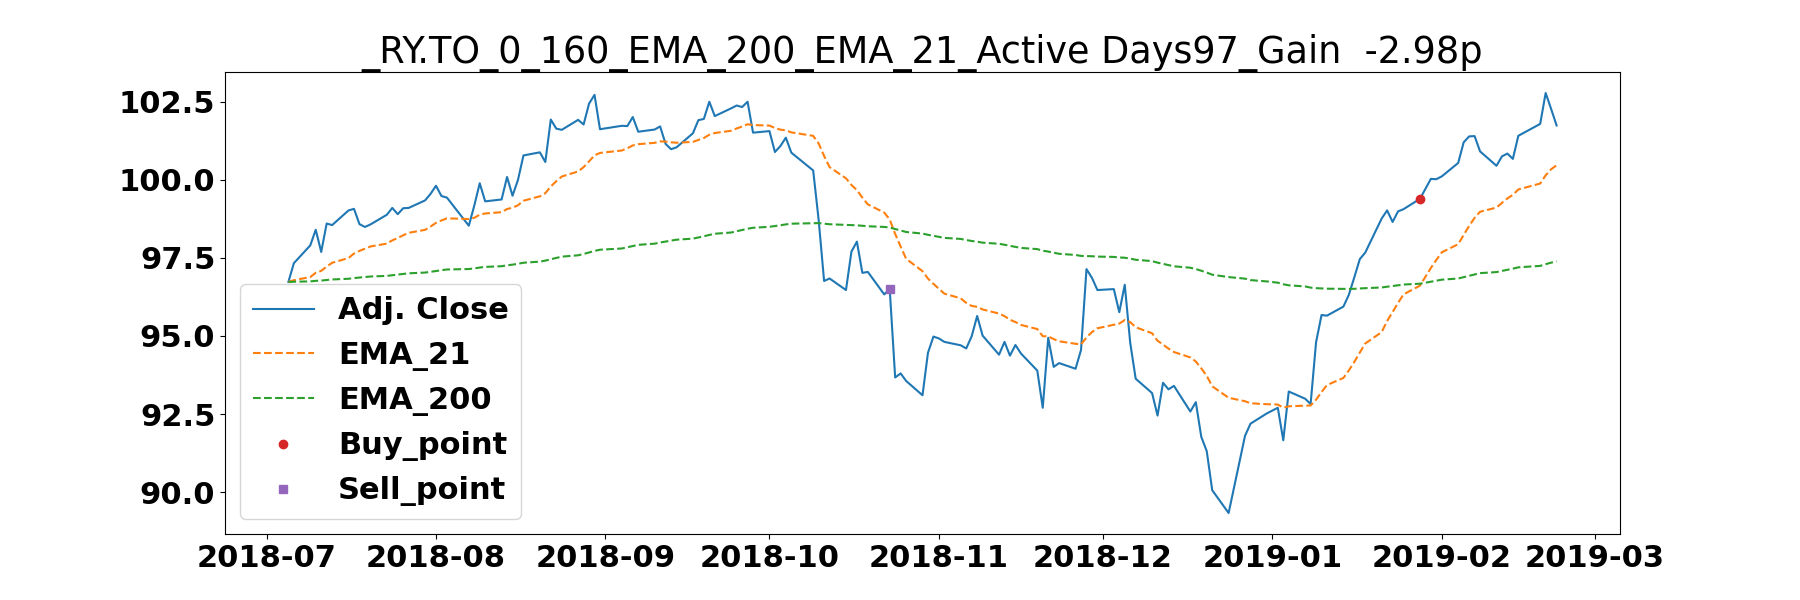 _RY.TO_0_160_EMA_200_EMA_21_Active Days97_Gain  -2.98p
102.5
100.0
97.5
95.0
92.5
90.0
Adj. Close
EMA_21
EMA_200
Buy_point
Sell_point
2018-07 2018-08 2018-09 2018-10 2018-11 2018-12 2019-01 2019-02 2019-03